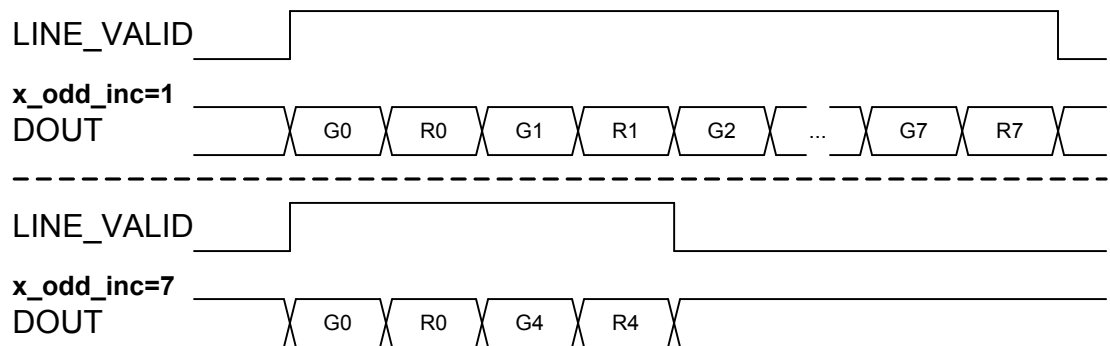 LINE_VALID
x_odd_inc=1
DOUT G0 R0 G1 R1 G2 ... G7 R7
LINE_VALID
x_odd_inc=7
DOUT G0 R0 G4 R4